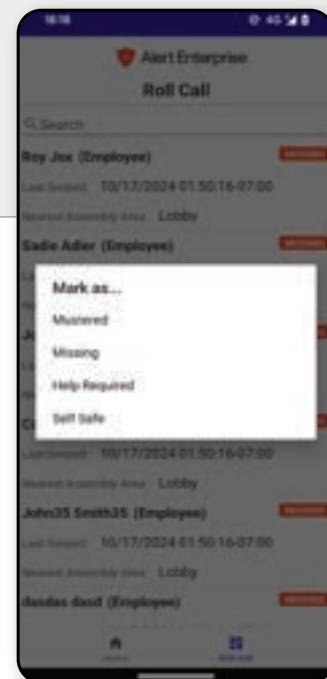 18:18 4G
Alert Enterprise
Roll Call
Search
Roy Jox (Employee)
Last Swiped: 10/17/2024 01:50:16-07:00
Nearest Assembly Area: Lobby
Sadie Adler (Employee)
Mark as...
Mustered
Missing
Help Required
Self Safe
Last Swiped: 10/17/2024 01:50:16-07:00
Nearest Assembly Area: Lobby
John35 Smith35 (Employee)
Last Swiped: 10/17/2024 01:50:16-07:00
Nearest Assembly Area: Lobby
dasdas dasd (Employee)